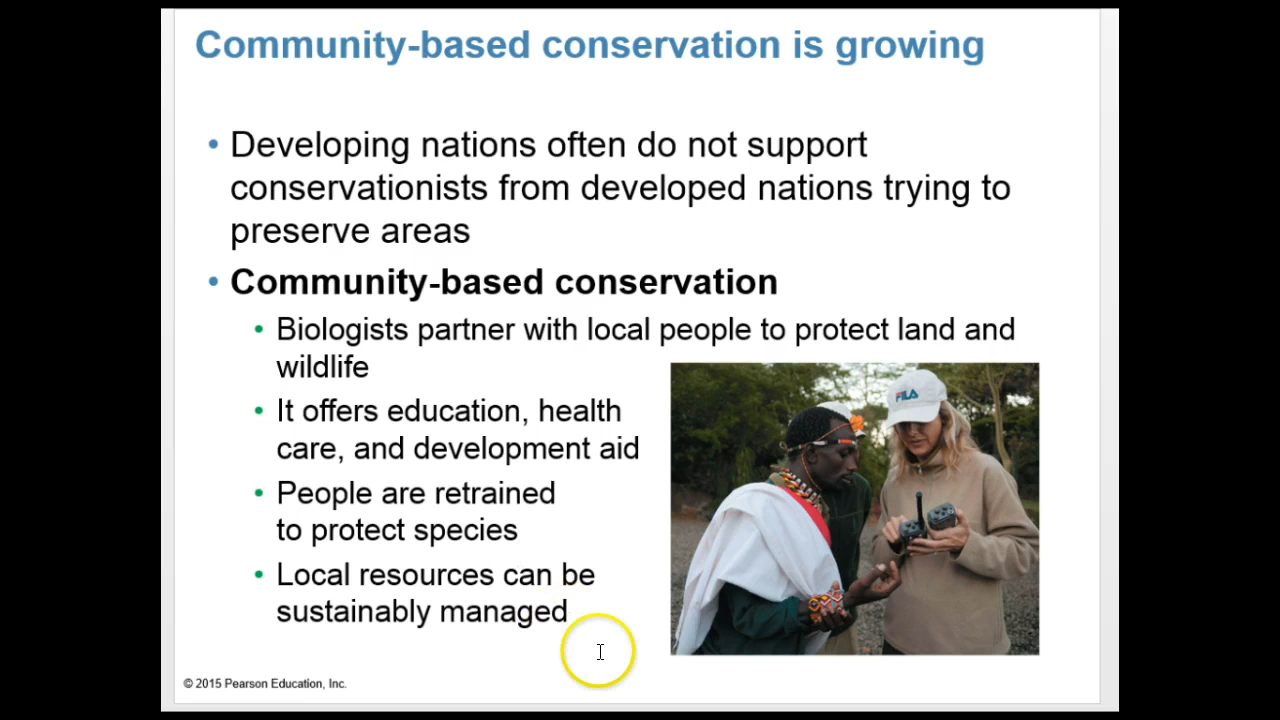 Community-based conservation is growing
• Developing nations often do not support
conservationists from developed nations trying to
preserve areas
• Community-based conservation
• Biologists partner with local people to protect land and
wildlife
• It offers education, health
care, and development aid
• People are retrained
to protect species
• Local resources can be
sustainably managed
FILA
© 2015 Pearson Education, Inc.